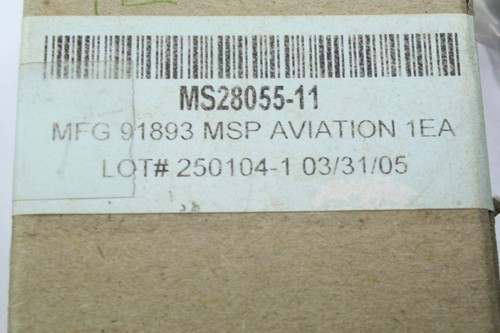 MS28055-11
MFG 91893 MSP AVIATION 1EA
LOT# 250104-1 03/31/05